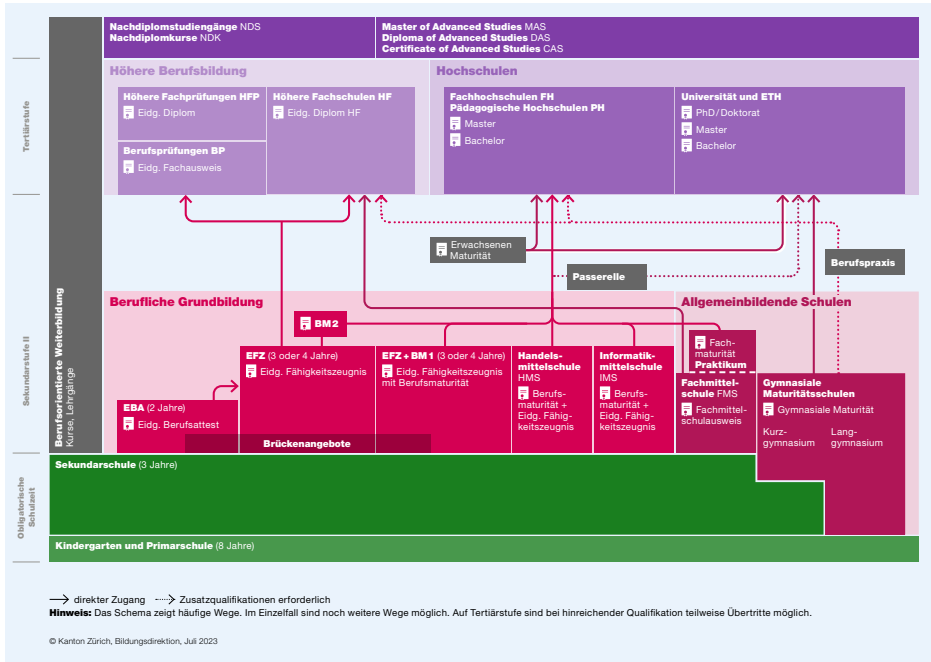 Nachdiplomstudiengänge NDS
Nachdiplomkurse NDK
Master of Advanced Studies MAS
Diploma of Advanced Studies DAS
Certificate of Advanced Studies CAS
Tertiärstufe
Höhere Berufsbildung
Hochschulen
Höhere Fachprüfungen HFP
Eidg. Diplom
Berufsprüfungen BP
Eidg. Fachausweis
Höhere Fachschulen HF
Eidg. Diplom HF
Fachhochschulen FH
Pädagogische Hochschulen PH
Master
Bachelor
Universität und ETH
PhD/Doktorat
Master
Bachelor
Erwachsenen
Maturität
Passerelle
Berufspraxis
Sekundarstufe II
Berufsorientierte Weiterbildung
Kurse, Lehrgänge
Berufliche Grundbildung
Allgemeinbildende Schulen
BM2
EBA (2 Jahre)
Eidg. Berufsattest
EFZ (3 oder 4 Jahre)
Eidg. Fähigkeitszeugnis
EFZ + BM 1 (3 oder 4 Jahre)
Eidg. Fähigkeitszeugnis
mit Berufsmaturität
Brückenangebote
Handels-
mittelschule
HMS
Berufs-
maturität +
Eidg. Fähig-
keitszeugnis
Informatik-
mittelschule
IMS
Berufs-
maturität +
Eidg. Fähig-
keitszeugnis
Fach-
maturität
Praktikum
Fachmittel-
schule FMS
Fachmittel-
schulausweis
Gymnasiale
Maturitätsschulen
Gymnasiale Maturität
Kurz-
gymnasium
Lang-
gymnasium
Obligatorische
Schulzeit
Sekundarschule (3 Jahre)
Kindergarten und Primarschule (8 Jahre)
direkter Zugang
Zusatzqualifikationen erforderlich
Hinweis: Das Schema zeigt häufige Wege. Im Einzelfall sind noch weitere Wege möglich. Auf Tertiärstufe sind bei hinreichender Qualifikation teilweise Übertritte möglich.
© Kanton Zürich, Bildungsdirektion, Juli 2023